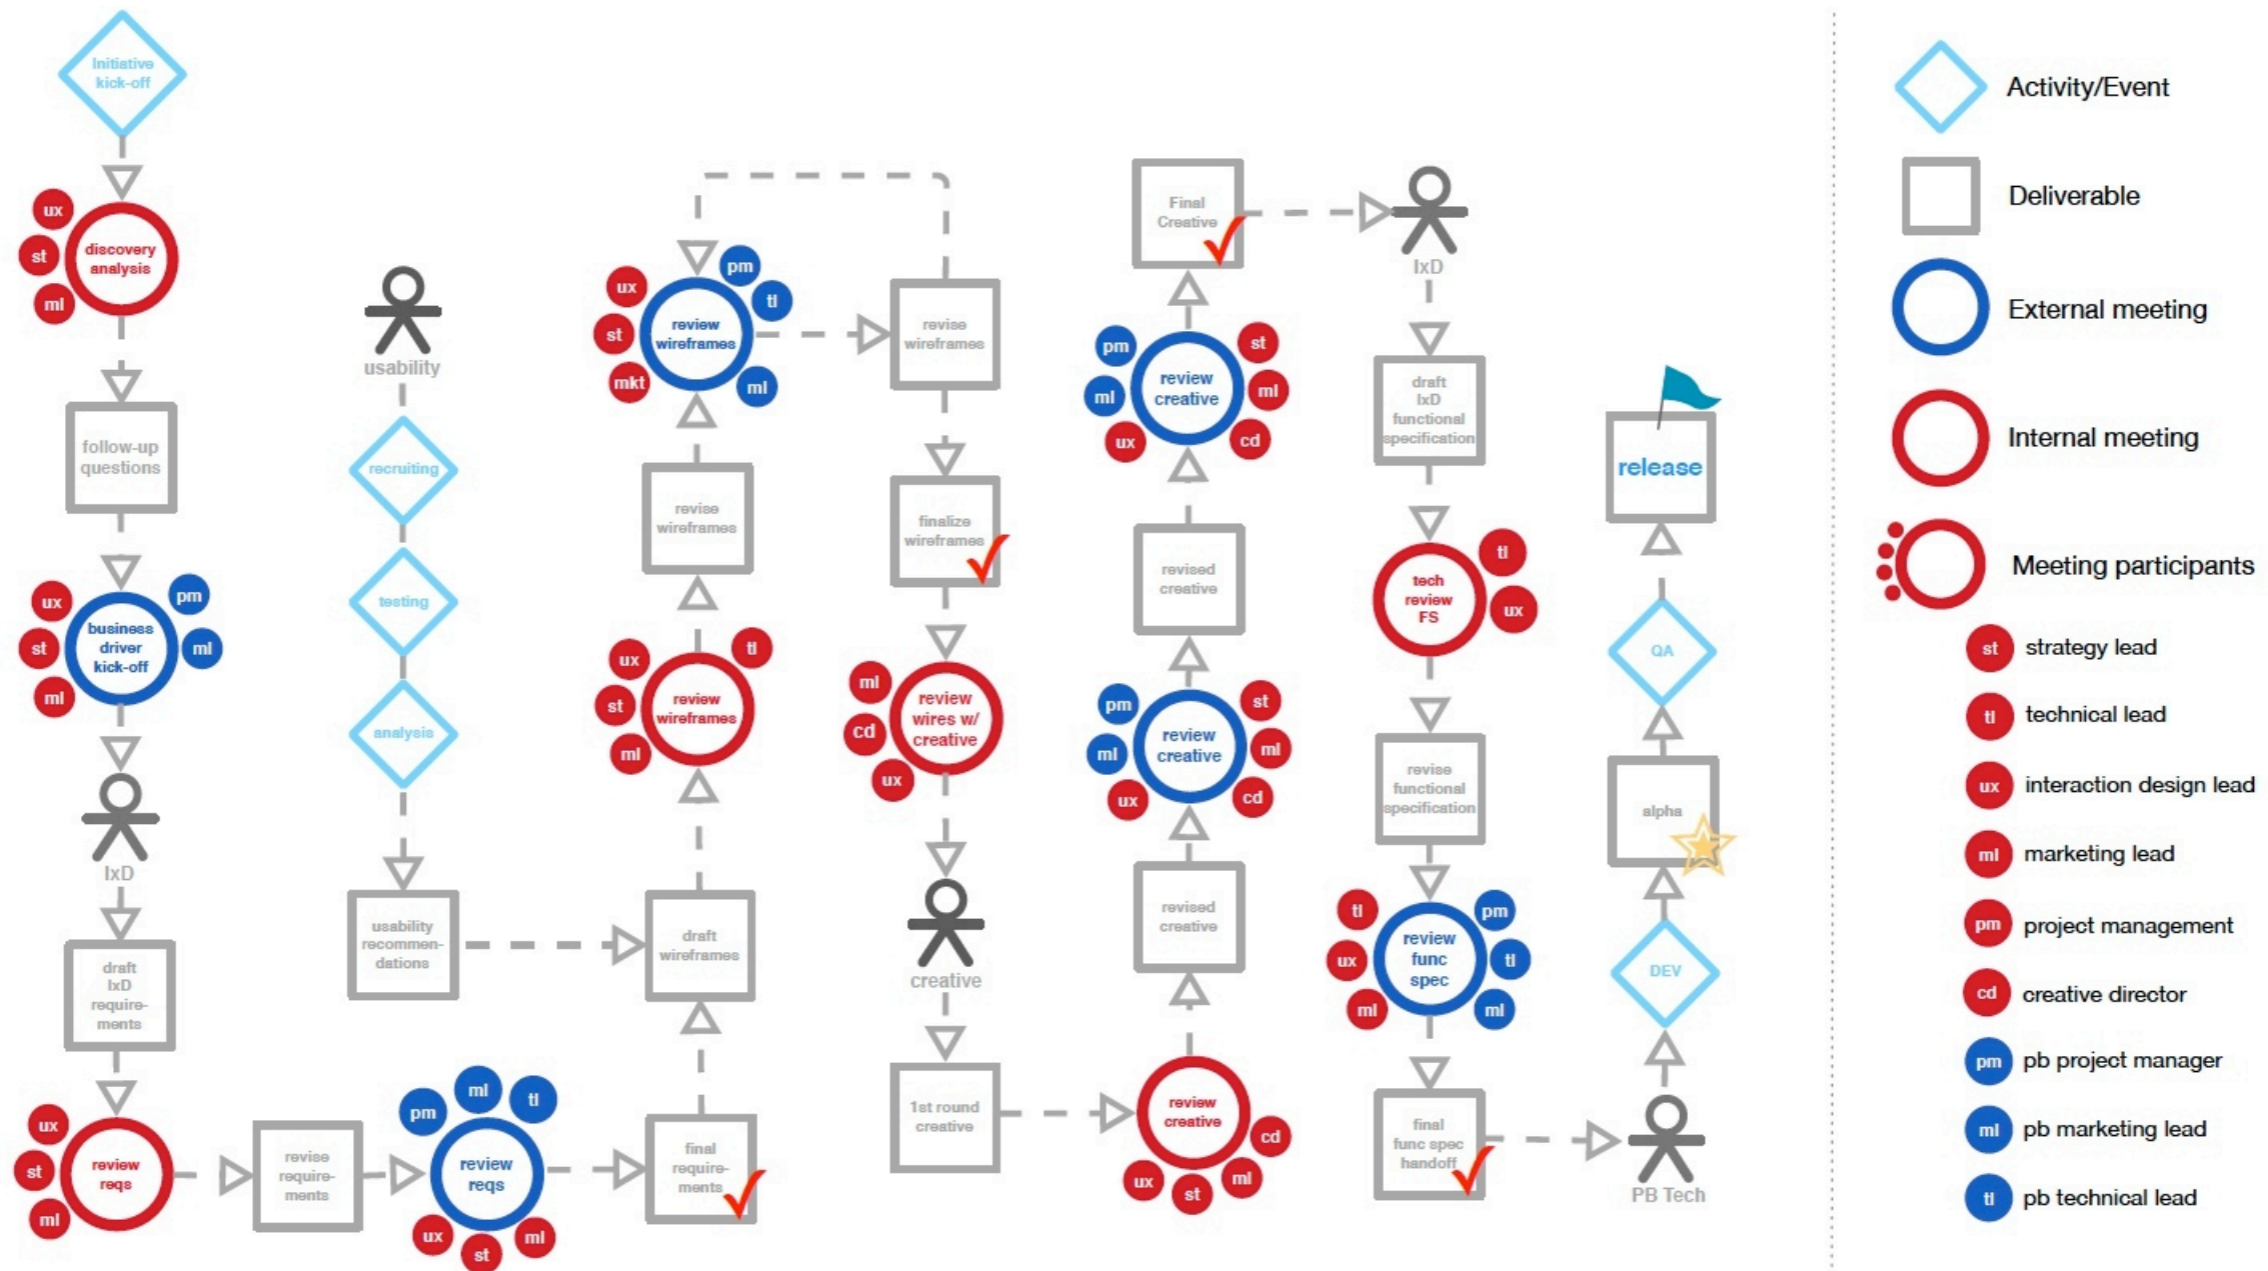 Initiative
kick-off
ux
st
ml
discovery
analysis
follow-up
questions
ux
st
ml
pm
ml
business
driver
kick-off
IxD
draft
IxD
require-
ments
ux
st
ml
review
reqs
revise
require-
ments
pm
ml
tl
review
reqs
ux
st
ml
final
require-
ments
usability
recruiting
testing
analysis
usability
recommen-
dations
draft
wireframes
ux
st
ml
tl
review
wireframes
revise
wireframes
ux
st
mkt
pm
tl
ml
review
wireframes
revise
wireframes
finalize
wireframes
ml
cd
ux
review
wires w/
creative
creative
1st round
creative
review
creative
cd
ml
st
ux
revised
creative
pm
ml
ux
st
ml
cd
review
creative
revised
creative
pm
ml
ux
st
ml
cd
review
creative
Final
Creative
IxD
draft
IxD
functional
specification
tech
review
FS
tl
ux
revise
functional
specification
tl
ux
ml
pm
tl
ml
review
func
spec
final
func spec
handoff
PB Tech
DEV
alpha
QA
release
Activity/Event
Deliverable
External meeting
Internal meeting
Meeting participants
st strategy lead
tl technical lead
ux interaction design lead
ml marketing lead
pm project management
cd creative director
pm pb project manager
ml pb marketing lead
tl pb technical lead